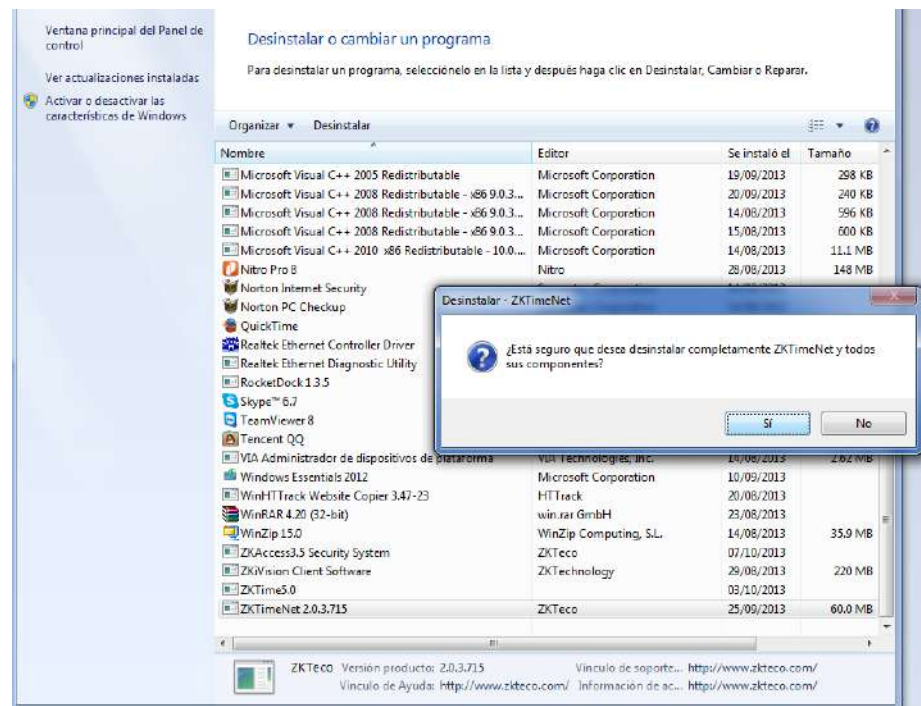 Ventana principal del Panel de
control
Ver actualizaciones instaladas
Activar o desactivar las
características de Windows
Desinstalar o cambiar un programa
Para desinstalar un programa, selecciónelo en la lista y después haga clic en Desinstalar, Cambiar o Reparar.
Organizar Desinstalar
Nombre Editor Se instaló el Tamaño
Microsoft Visual C++ 2005 Redistributable Microsoft Corporation 19/09/2013 298 KB
Microsoft Visual C++ 2008 Redistributable - x86 9.0.3... Microsoft Corporation 20/09/2013 240 KB
Microsoft Visual C++ 2008 Redistributable - x86 9.0.3... Microsoft Corporation 14/08/2013 596 KB
Microsoft Visual C++ 2008 Redistributable - x86 9.0.3... Microsoft Corporation 15/08/2013 600 KB
Microsoft Visual C++ 2010 x86 Redistributable - 10.0.... Microsoft Corporation 14/08/2013 11.1 MB
Nitro Pro 8 Nitro 28/08/2013 148 MB
Norton Internet Security
Norton PC Checkup
QuickTime
Realtek Ethernet Controller Driver
Realtek Ethernet Diagnostic Utility
RocketDock 1.3.5
Skype™ 6.7
TeamViewer 8
Tencent QQ
Desinstalar - ZKTimeNet
¿Está seguro que desea desinstalar completamente ZKTimeNet y todos
sus componentes?
Sí No
VIA Administrador de dispositivos de plataforma VIA Technologies, Inc. 14/08/2013 2.62 MB
Windows Essentials 2012 Microsoft Corporation 10/09/2013
WinHTTrack Website Copier 3.47-23 HTTrack 20/08/2013
WinRAR 4.20 (32-bit) win.rar GmbH 23/08/2013
WinZip 15.0 WinZip Computing, S.L. 14/08/2013 35.9 MB
ZKAccess3.5 Security System ZKTeco 07/10/2013
ZKiVision Client Software ZKTechnology 29/08/2013 220 MB
ZKTime5.0 03/10/2013
ZKTimeNet 2.0.3.715 ZKTeco 25/09/2013 60.0 MB
ZKTeco Versión producto: 2.0.3.715 Vínculo de soporte... http://www.zkteco.com/
Vínculo de Ayuda: http://www.zkteco.com/ Información de ac... http://www.zkteco.com/